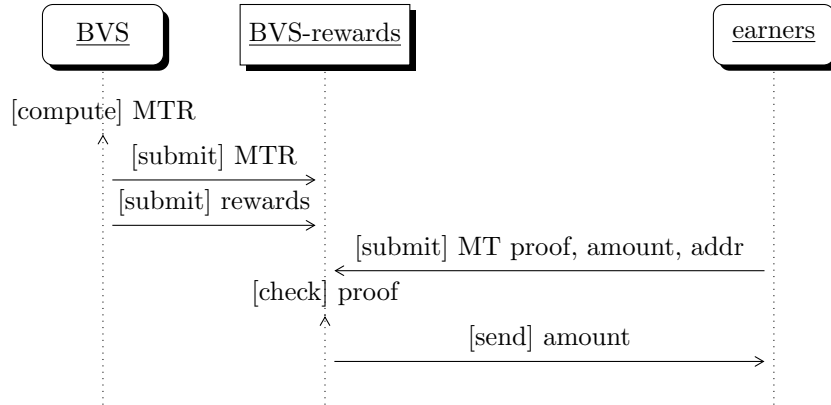 BVS
BVS-rewards
earners
[compute] MTR
[submit] MTR
[submit] rewards
[submit] MT proof, amount, addr
[check] proof
[send] amount